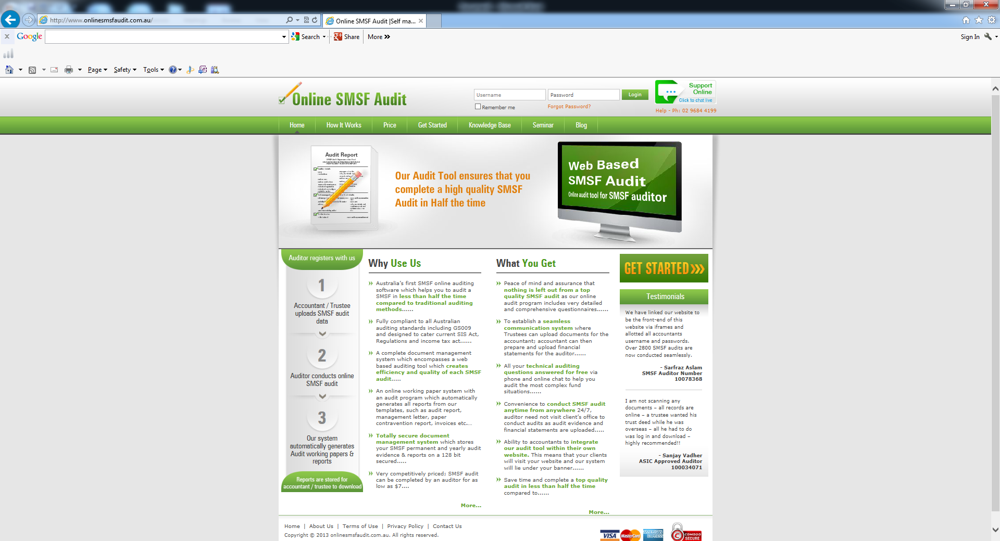 http://www.onlinesmsfaudit.com.au/
Online SMSF Audit |Self ma...
x Google
Search
Share
More
Sign In
Page
Safety
Tools
Online SMSF Audit
Username
Password
Login
Remember me
Forgot Password?
Support
Online
Click to chat live
Help - Ph: 02 9684 4199
Home
How It Works
Price
Get Started
Knowledge Base
Seminar
Blog
Audit Report
Our Audit Tool ensures that you
complete a high quality SMSF
Audit in Half the time
Web Based
SMSF Audit
Online audit tool for SMSF auditor
Auditor registers with us
1
Accountant / Trustee
uploads SMSF audit
data
2
Auditor conducts online
SMSF audit
3
Our system
automatically generates
Audit working papers &
reports
Reports are stored for
accountant / trustee to download
Why Use Us
Australia's first SMSF online auditing
software which helps you to audit a
SMSF in less than half the time
compared to traditional auditing
methods......
Fully compliant to all Australian
auditing standards including GS009
and designed to cater current SIS Act,
Regulations and income tax act......
A complete document management
system which encompasses a web
based auditing tool which creates
efficiency and quality of each SMSF
audit.....
An online working paper system with
an audit program which automatically
generates all reports from our
templates, such as audit report,
management letter, paper
contravention report, invoices etc...
Totally secure document
management system which stores
your SMSF permanent and yearly audit
evidence & reports on a 128 bit
secured.....
Very competitively priced; SMSF audit
can be completed by an auditor for as
low as $7....
More...
What You Get
Peace of mind and assurance that
nothing is left out from a top
quality SMSF audit as our online
audit program includes very detailed
and comprehensive questionnaires......
To establish a seamless
communication system where
Trustees can upload documents for the
accountant; accountant can then
prepare and upload financial
statements for the auditor......
All your technical auditing
questions answered for free via
phone and online chat to help you
audit the most complex fund
situations......
Convenience to conduct SMSF audit
anytime from anywhere 24/7,
auditor need not visit client's office to
conduct audits as audit evidence and
financial statements are uploaded.....
Ability to accountants to integrate
our audit tool within their own
website. This means that your clients
will visit your website and our system
will lie under your banner......
Save time and complete a top quality
audit in less than half the time
compared to......
More...
GET STARTED
Testimonials
We have linked our website to
be the front-end of this
website via iframes and
allotted all accountants
username and passwords.
Over 2800 SMSF audits are
now conducted seamlessly.
- Sarfraz Aslam
SMSF Auditor Number
10078368
I am not scanning any
documents – all records are
online – a trustee wanted his
trust deed while he was
overseas – all he had to do
was log in and download –
highly recommended!!
- Sanjay Vadher
ASIC Approved Auditor
100034071
Home | About Us | Terms of Use | Privacy Policy | Contact Us
Copyright © 2013 onlinesmsfaudit.com.au. All rights reserved.
VISA
MasterCard
AMERICAN EXPRESS
COMODO
SECURE